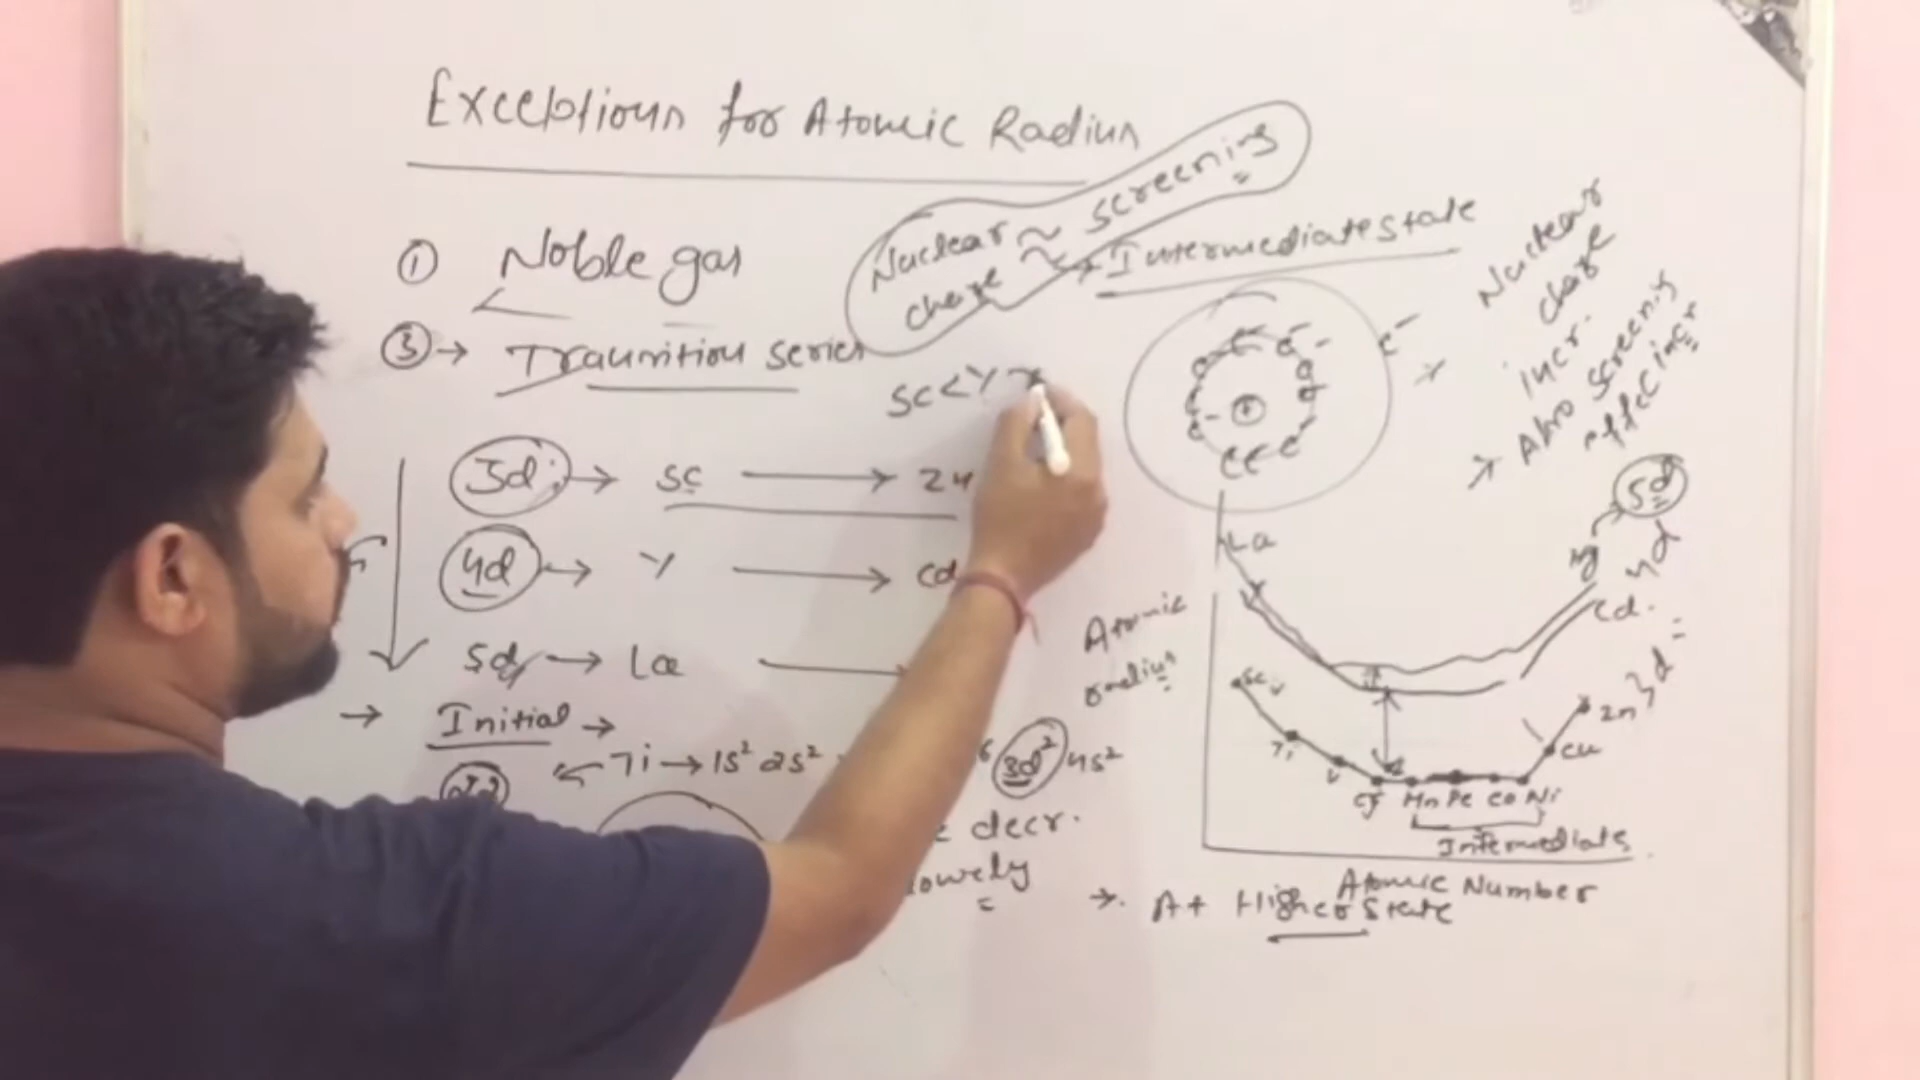 Exceptions for Atomic Radius
① Noble gas
Nuclear charge ≈ screening
→ Intermediate state
③ → Transition series
Sc < Y
3d: → Sc ⟶ Zn
4d → Y ⟶ Cd
5d → La ⟶
→ Initial →
Ti → 1s² 2s²
⁶ 3d² 4s²
decr.
→. At Higher State
e⁻
Nuclear
charge
incr.
→ Also screening
effect incr
Atomic
radius
La
Y
Hg
5d
Cd.
4d
Sc
Ti
V
Cr Mn Fe Co Ni
Cu
Zn 3d
Intermediate
Atomic Number